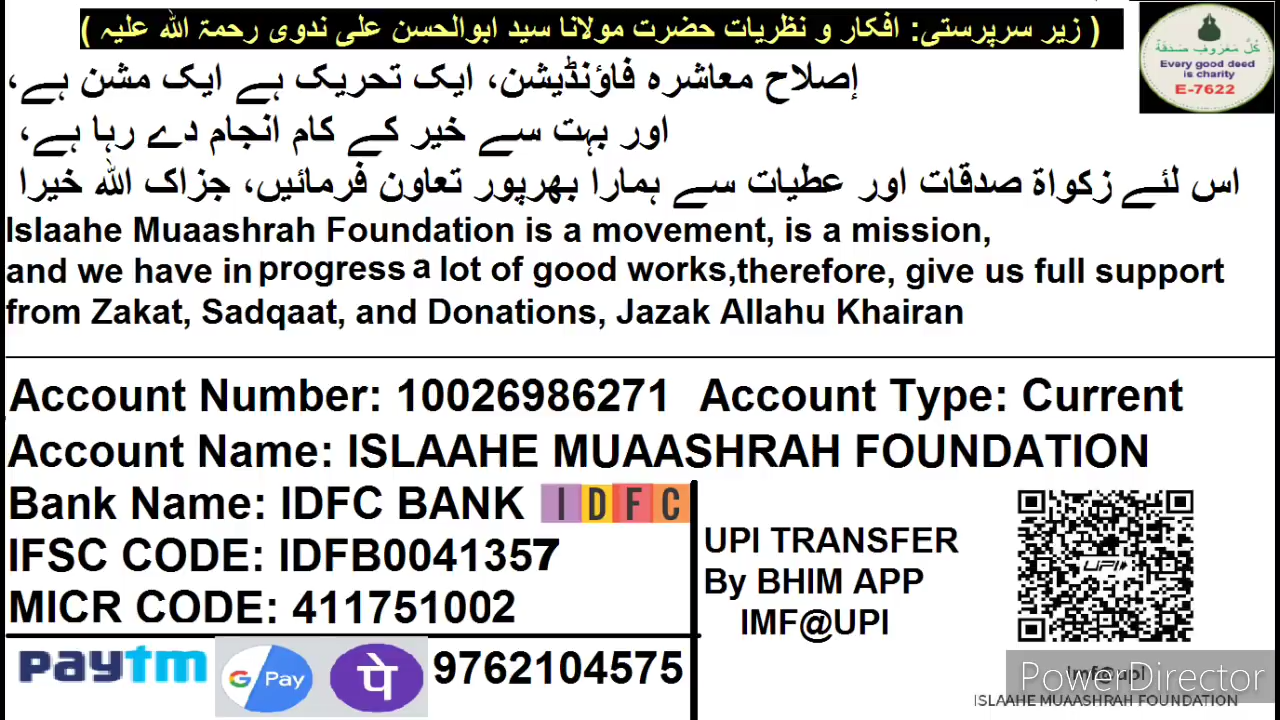 ( زیر سرپرستی: افکار و نظریات حضرت مولانا سید ابوالحسن علی ندوی رحمۃ اللہ علیہ )
كُلُّ مَعْرُوفٍ صَدَقَةٌ
Every good deed
is charity
E-7622
إصلاح معاشرہ فاؤنڈیشن، ایک تحریک ہے ایک مشن ہے،
اور بہت سے خیر کے کام انجام دے رہا ہے،
اس لئے زکواۃ صدقات اور عطیات سے ہمارا بھرپور تعاون فرمائیں، جزاک اللہ خیرا
Islaahe Muaashrah Foundation is a movement, is a mission,
and we have in progress a lot of good works,therefore, give us full support
from Zakat, Sadqaat, and Donations, Jazak Allahu Khairan
Account Number: 10026986271 Account Type: Current
Account Name: ISLAAHE MUAASHRAH FOUNDATION
Bank Name: IDFC BANK IDFC
IFSC CODE: IDFB0041357
MICR CODE: 411751002
UPI TRANSFER
By BHIM APP
IMF@UPI
UPI
paytm G Pay पे 9762104575
imf@upi
PowerDirector
ISLAAHE MUAASHRAH FOUNDATION